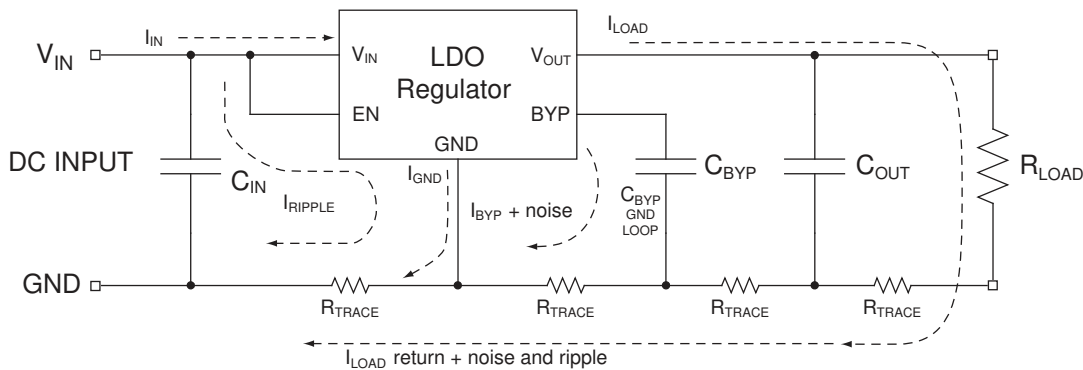 I_IN
I_LOAD
V_IN
V_IN
LDO
Regulator
V_OUT
EN
BYP
GND
DC INPUT
C_IN
I_RIPPLE
I_GND
I_BYP + noise
C_BYP
GND
LOOP
C_BYP
C_OUT
R_LOAD
GND
R_TRACE
R_TRACE
R_TRACE
R_TRACE
I_LOAD return + noise and ripple